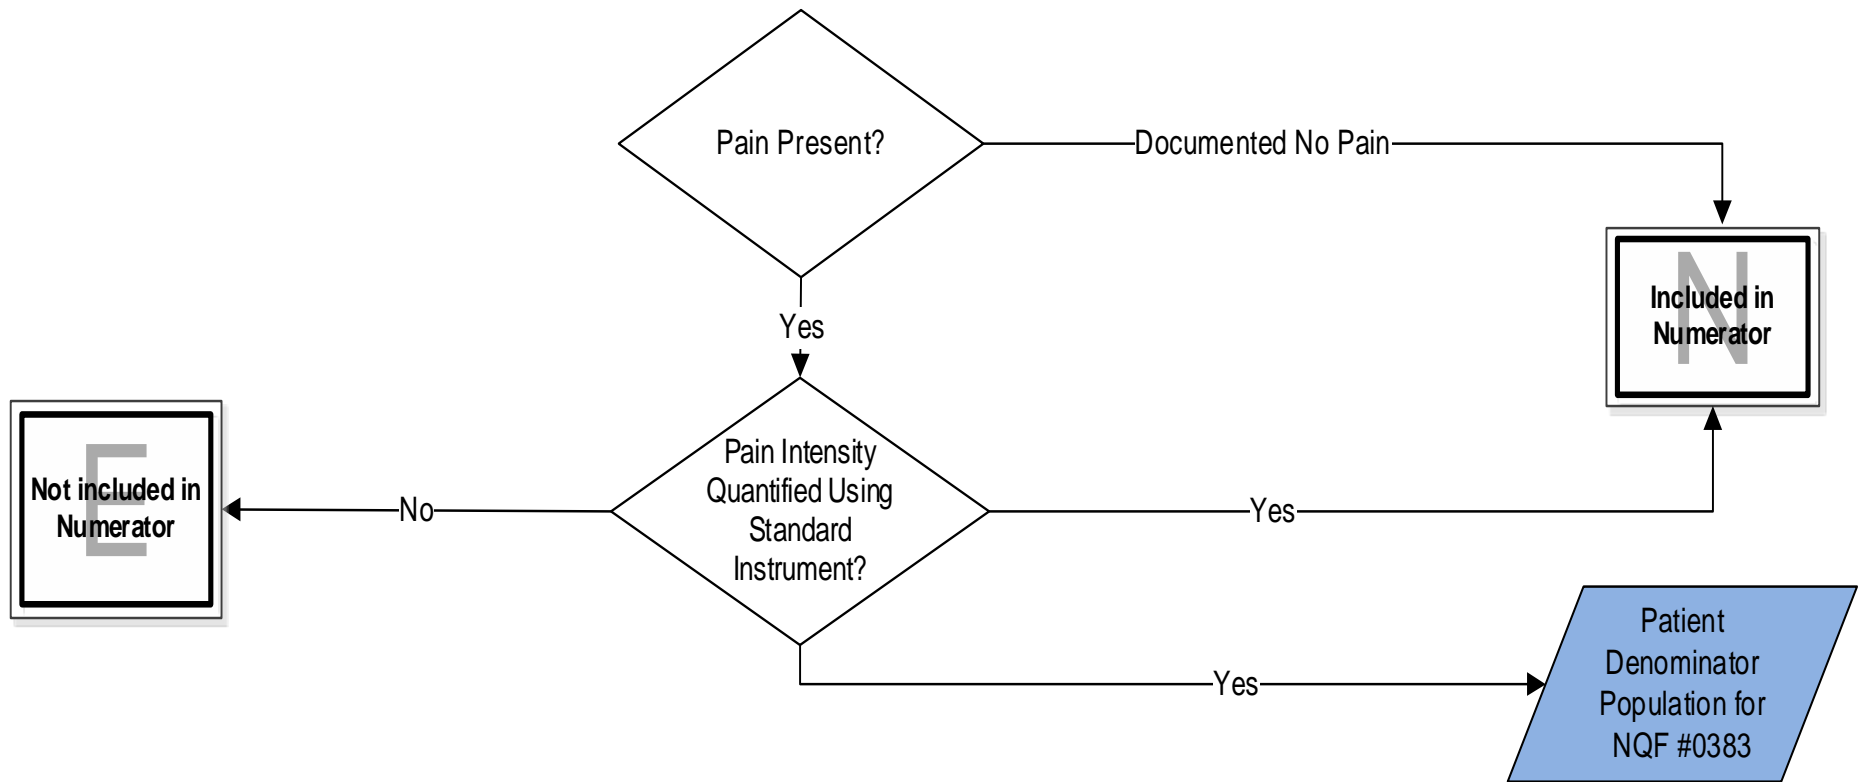 Pain Present?
Documented No Pain
N
Included in
Numerator
Yes
E
Not included in
Numerator
No
Pain Intensity
Quantified Using
Standard
Instrument?
Yes
Yes
Patient
Denominator
Population for
NQF #0383